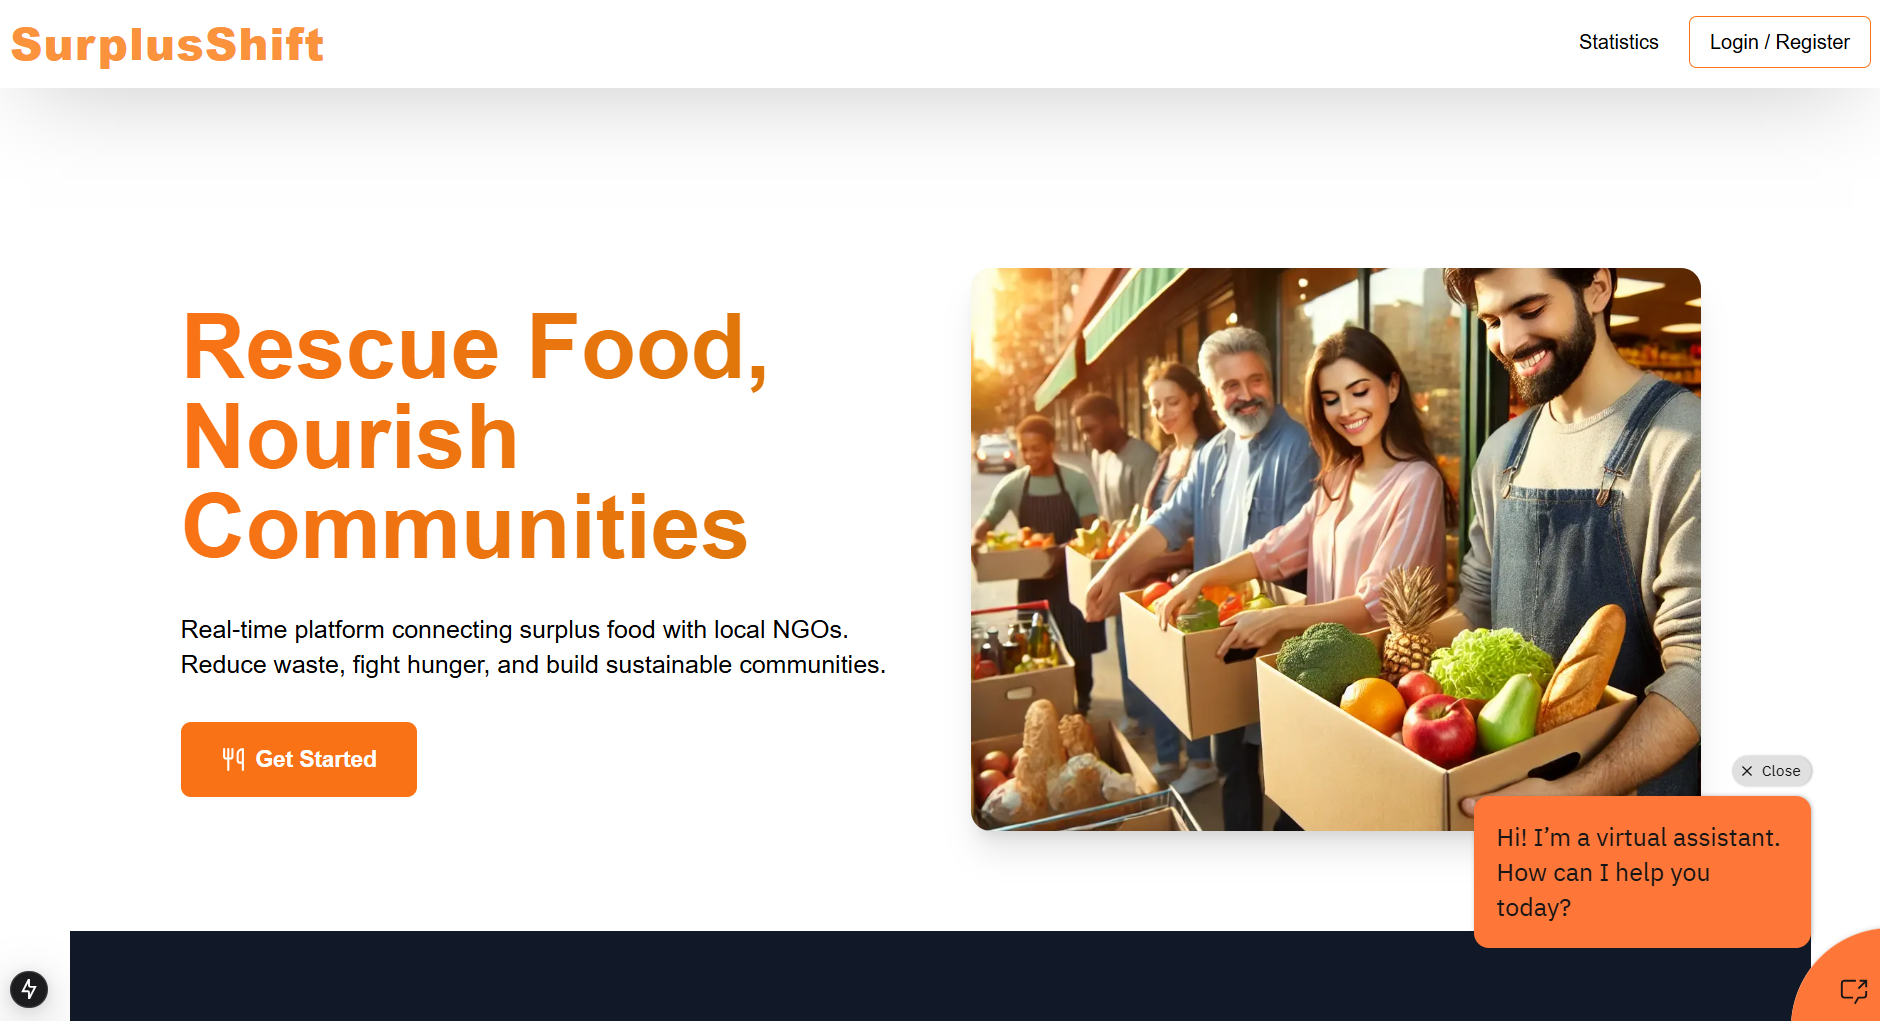 SurplusShift
Statistics
Login / Register
Rescue Food,
Nourish
Communities
Real-time platform connecting surplus food with local NGOs.
Reduce waste, fight hunger, and build sustainable communities.
Get Started
Close
Hi! I’m a virtual assistant.
How can I help you
today?